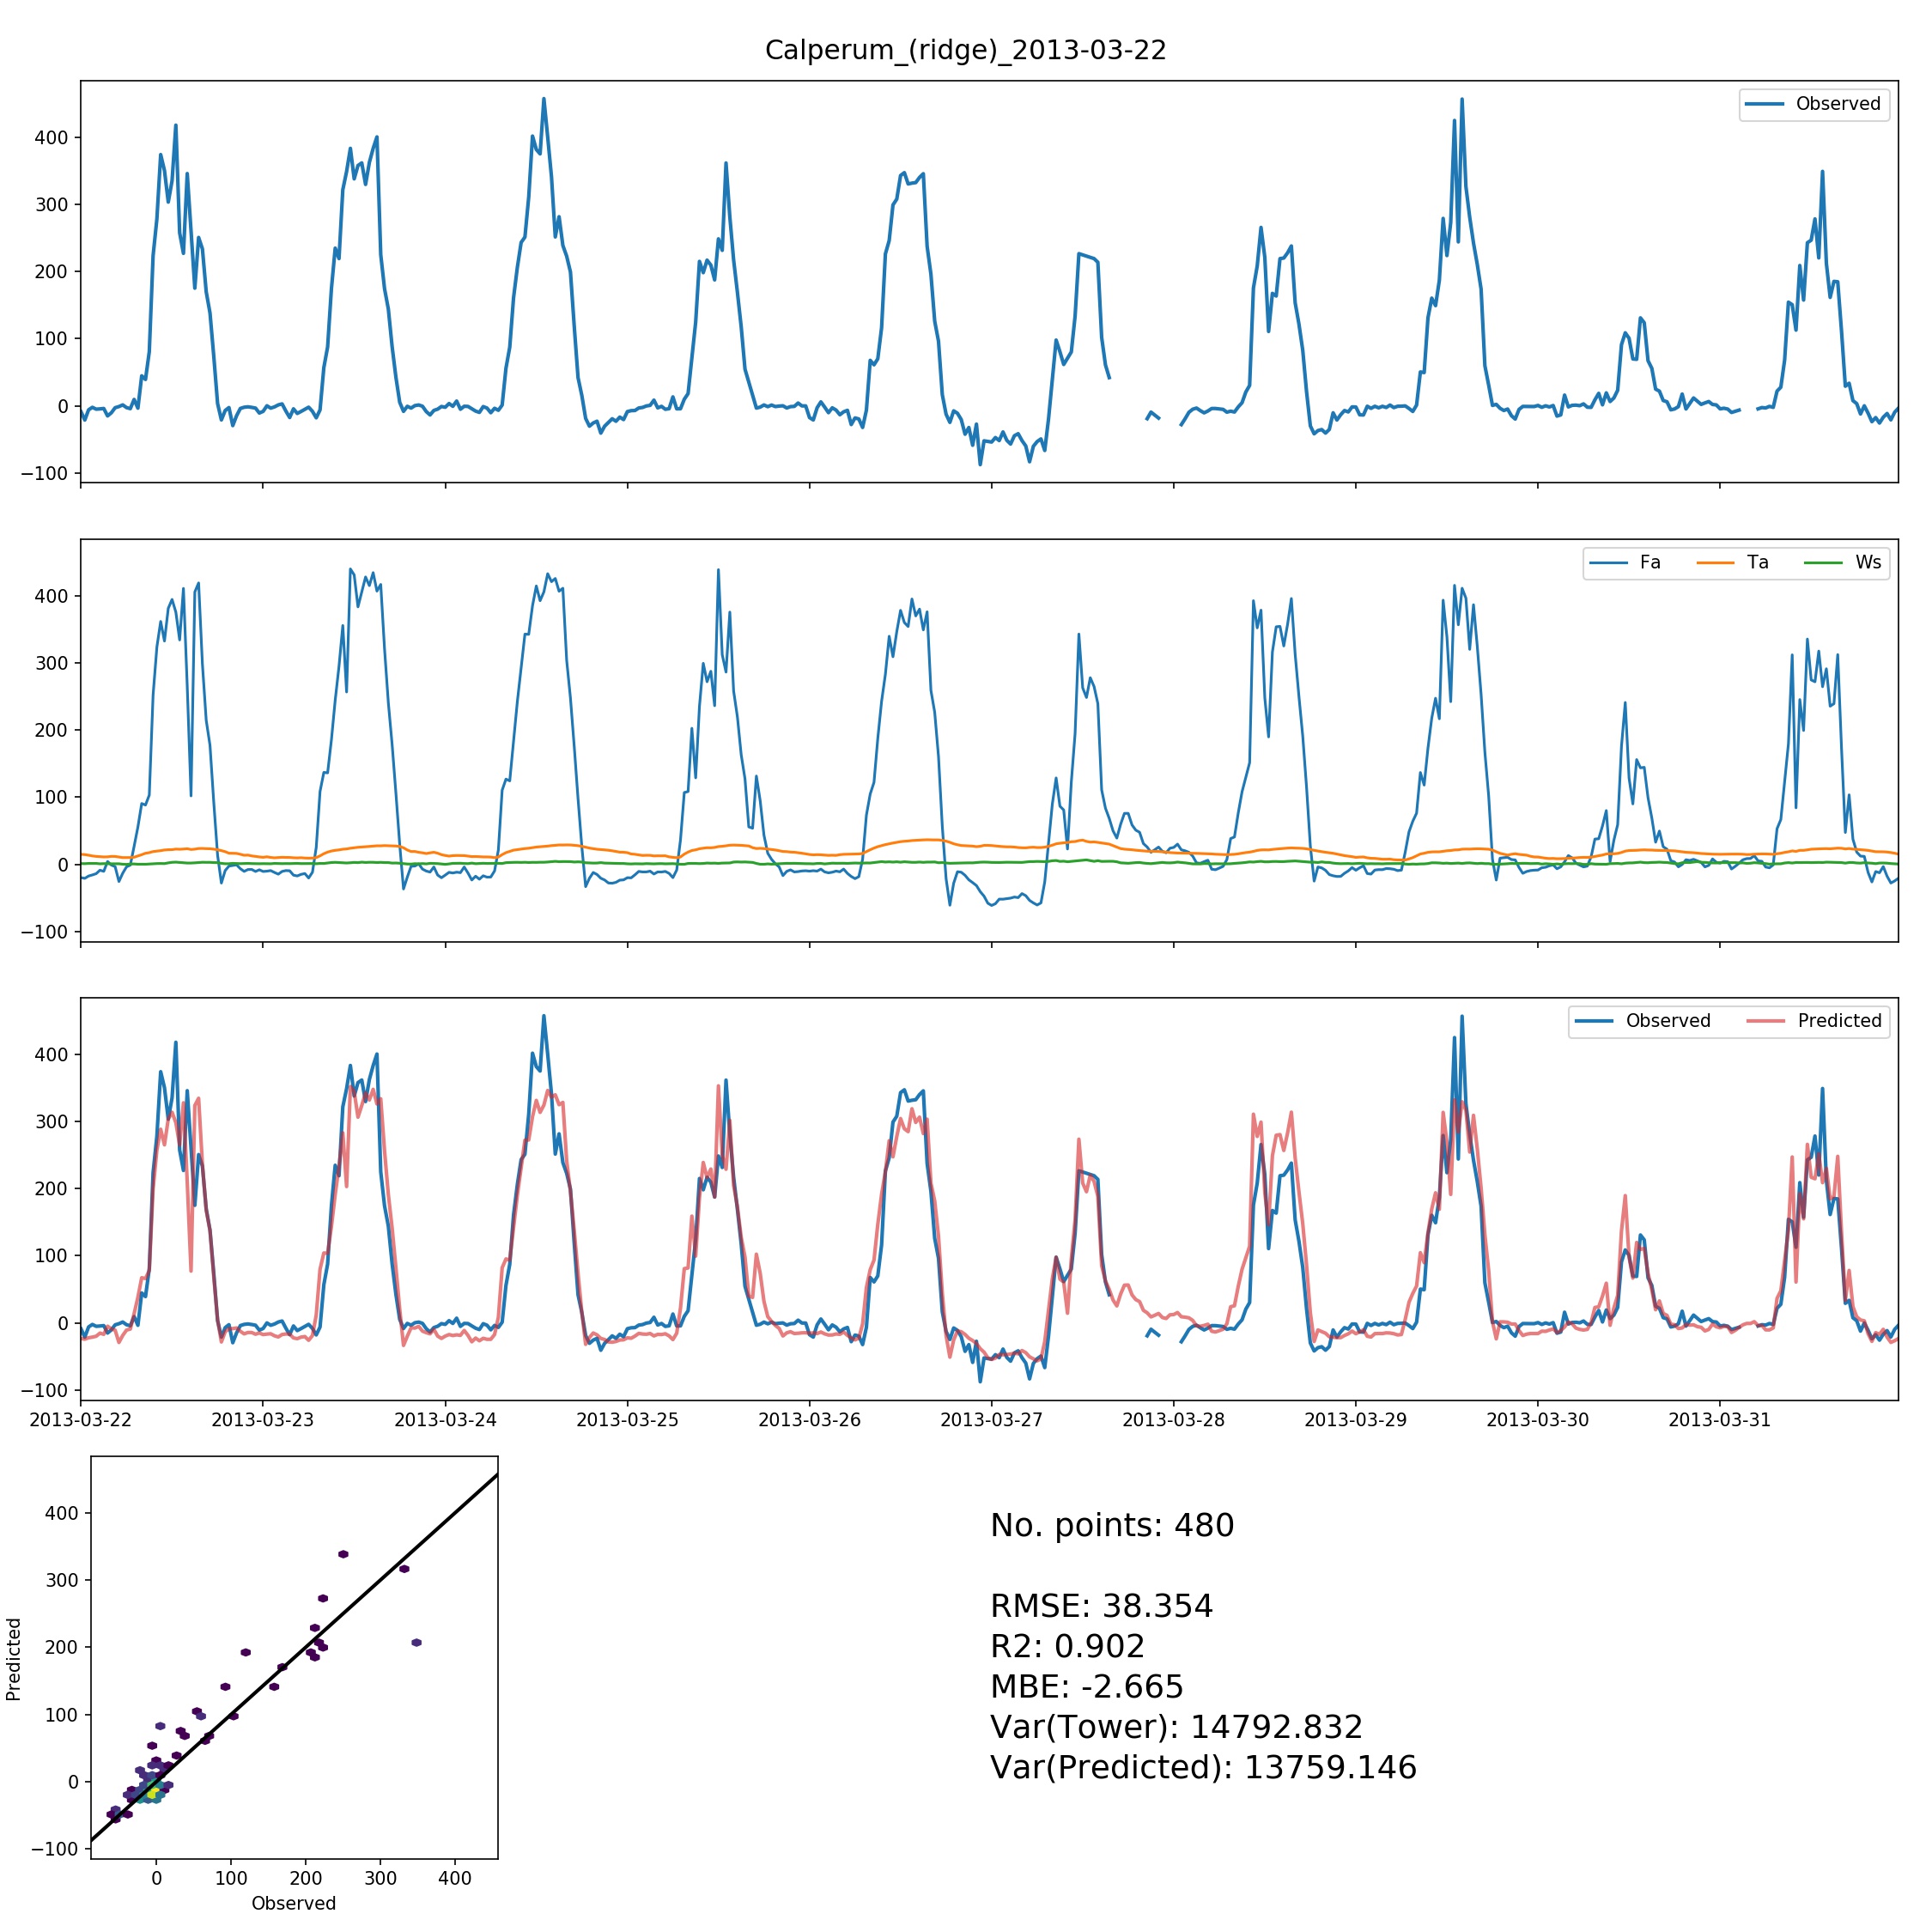 Calperum_(ridge)_2013-03-22
Observed
400
300
200
100
0
−100
Fa Ta Ws
400
300
200
100
0
−100
Observed Predicted
400
300
200
100
0
−100
2013-03-22 2013-03-23 2013-03-24 2013-03-25 2013-03-26 2013-03-27 2013-03-28 2013-03-29 2013-03-30 2013-03-31
Predicted
400
300
200
100
0
−100
0 100 200 300 400
Observed
No. points: 480
RMSE: 38.354
R2: 0.902
MBE: -2.665
Var(Tower): 14792.832
Var(Predicted): 13759.146